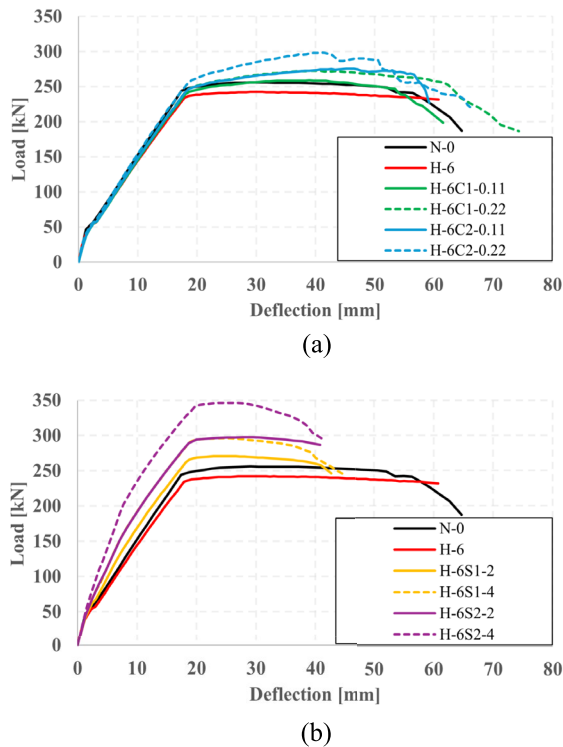 (a)
350
300
250
200
150
100
50
0
Load [kN]
N-0
H-6
H-6C1-0.11
H-6C1-0.22
H-6C2-0.11
H-6C2-0.22
0 10 20 30 40 50 60 70 80
Deflection [mm]
(b)
350
300
250
200
150
100
50
0
Load [kN]
N-0
H-6
H-6S1-2
H-6S1-4
H-6S2-2
H-6S2-4
0 10 20 30 40 50 60 70 80
Deflection [mm]